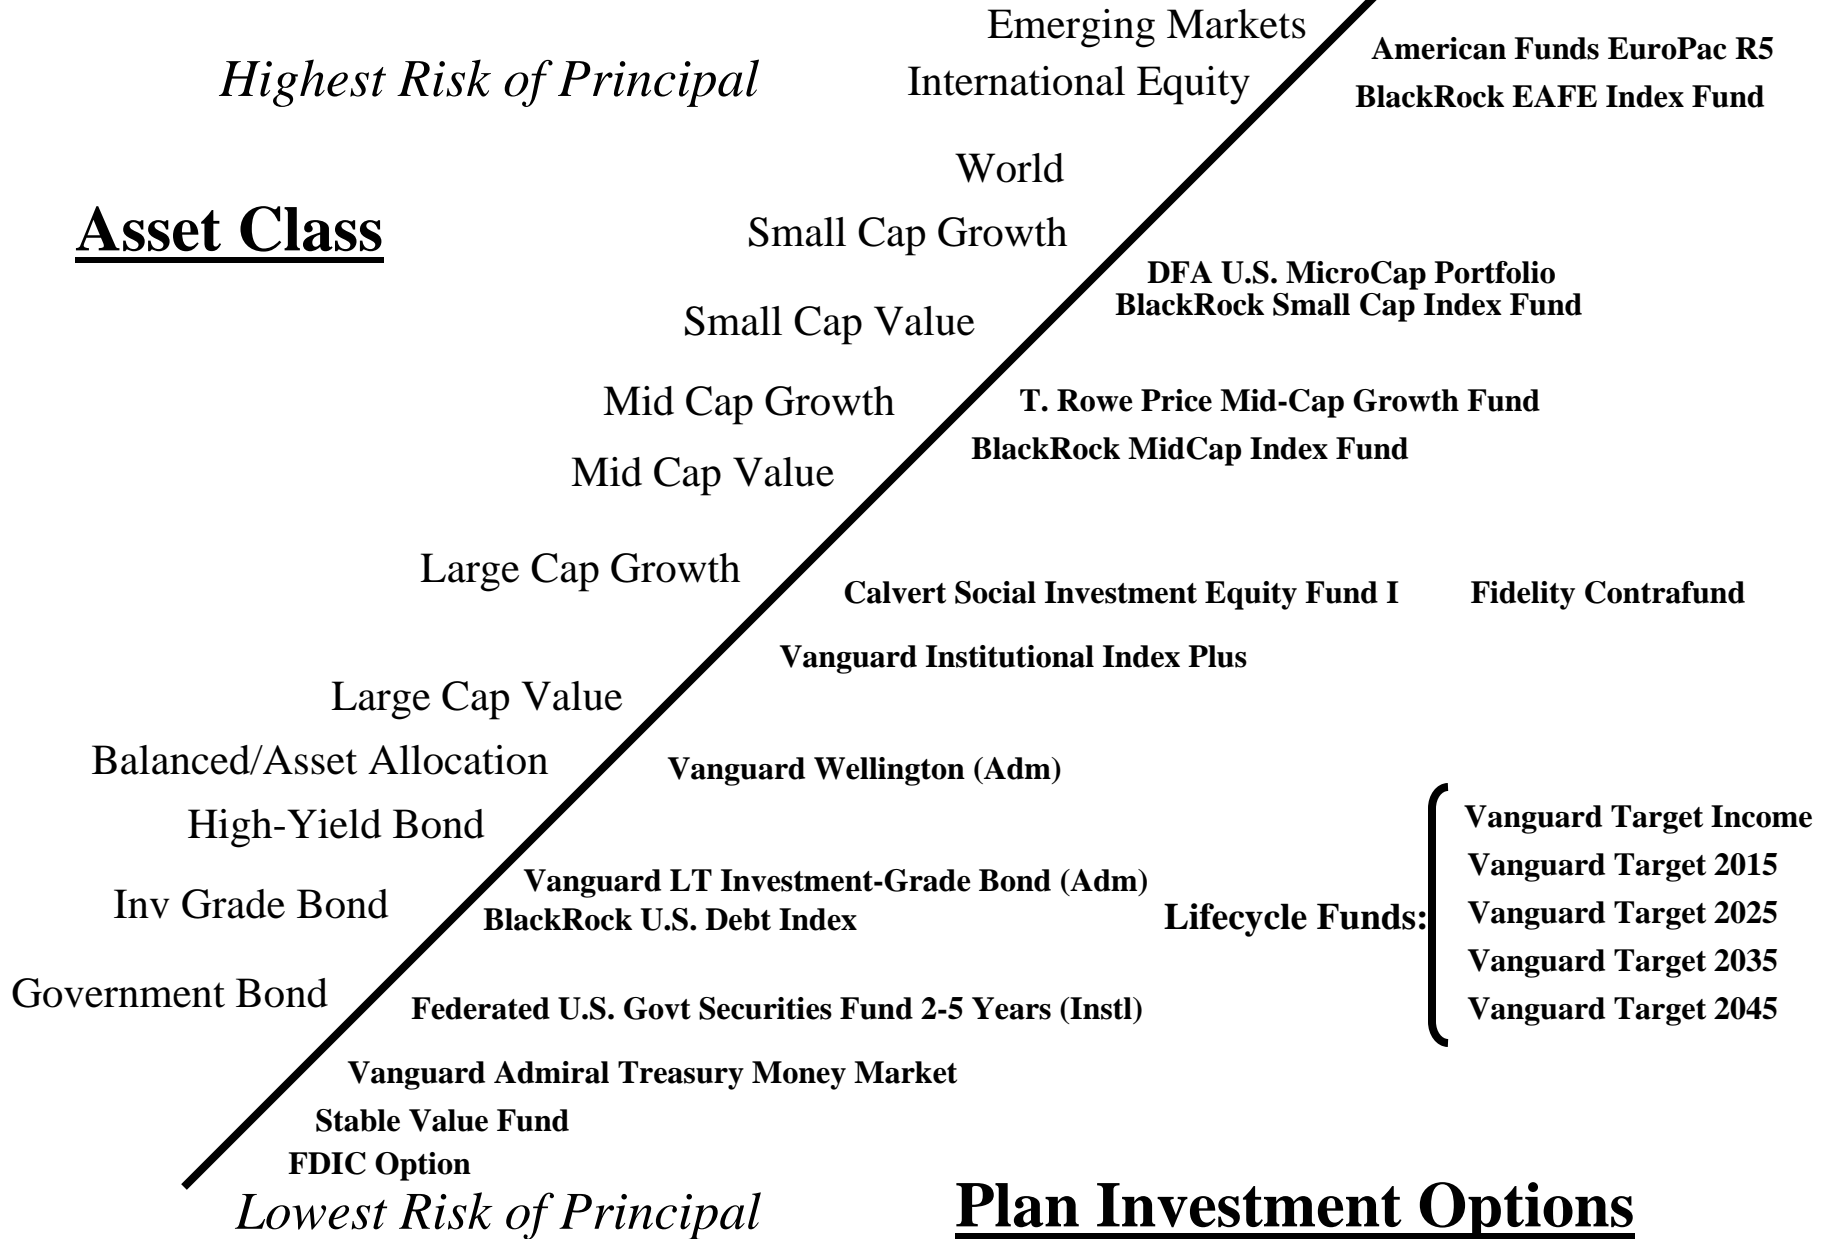 Emerging Markets
American Funds EuroPac R5
Highest Risk of Principal
International Equity
BlackRock EAFE Index Fund
World
Asset Class
Small Cap Growth
DFA U.S. MicroCap Portfolio
BlackRock Small Cap Index Fund
Small Cap Value
Mid Cap Growth
T. Rowe Price Mid-Cap Growth Fund
BlackRock MidCap Index Fund
Mid Cap Value
Large Cap Growth
Calvert Social Investment Equity Fund I
Fidelity Contrafund
Vanguard Institutional Index Plus
Large Cap Value
Balanced/Asset Allocation
Vanguard Wellington (Adm)
High-Yield Bond
Vanguard LT Investment-Grade Bond (Adm)
Inv Grade Bond
BlackRock U.S. Debt Index
Lifecycle Funds:
Vanguard Target Income
Vanguard Target 2015
Vanguard Target 2025
Vanguard Target 2035
Vanguard Target 2045
Government Bond
Federated U.S. Govt Securities Fund 2-5 Years (Instl)
Vanguard Admiral Treasury Money Market
Stable Value Fund
FDIC Option
Lowest Risk of Principal
Plan Investment Options